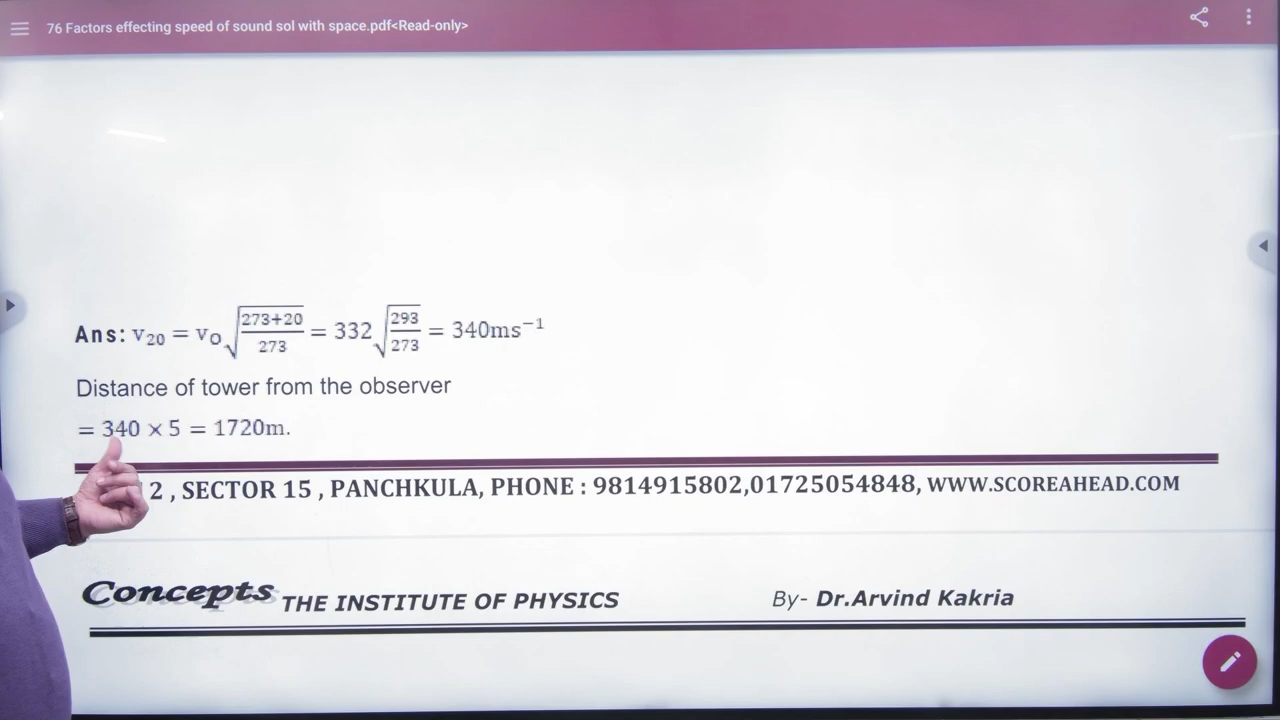 76 Factors effecting speed of sound sol with space.pdf<Read-only>
Ans: v₂₀ = v₀ √((273+20)/273) = 332 √(293/273) = 340ms⁻¹
Distance of tower from the observer
= 340 × 5 = 1720m.
2 , SECTOR 15 , PANCHKULA, PHONE : 9814915802,01725054848, WWW.SCOREAHEAD.COM
Concepts THE INSTITUTE OF PHYSICS By- Dr.Arvind Kakria